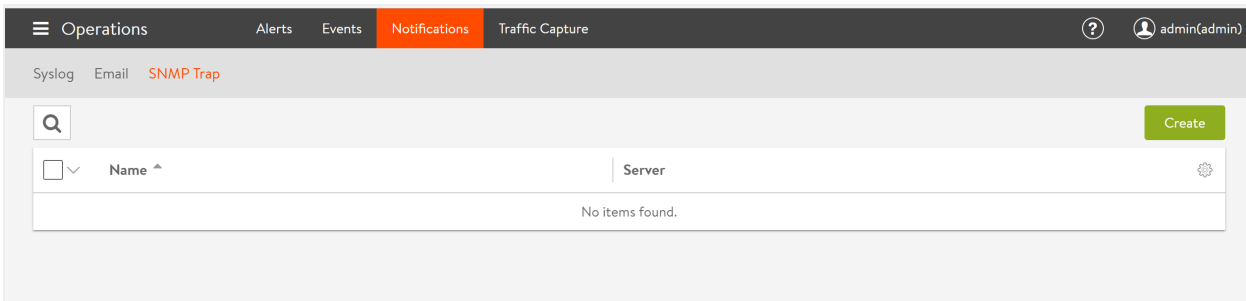 Operations Alerts Events Notifications Traffic Capture ? admin(admin)
Syslog Email SNMP Trap
Create
Name Server
No items found.